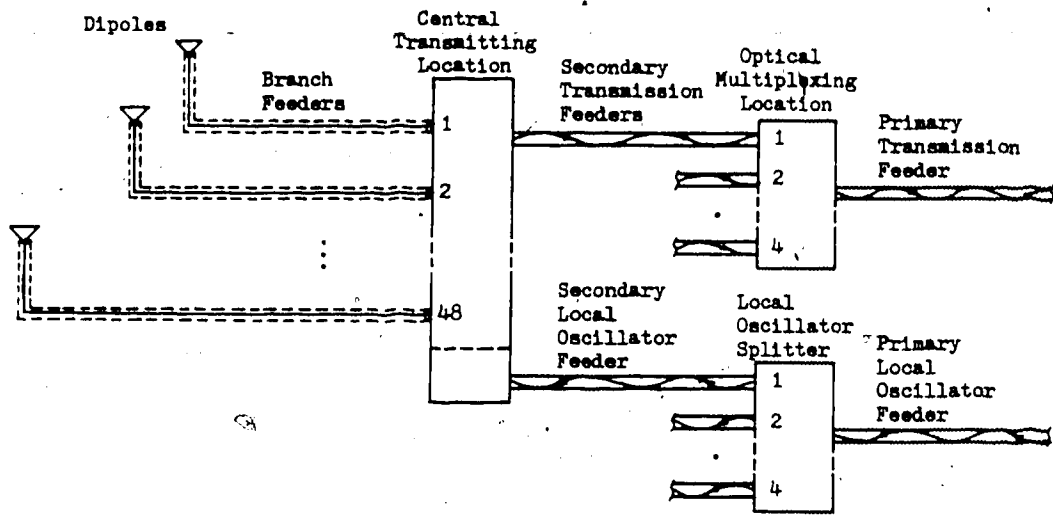 Dipoles
Branch
Feeders
Central
Transmitting
Location
1
2
48
Secondary
Transmission
Feeders
Optical
Multiplexing
Location
1
2
4
Primary
Transmission
Feeder
Secondary
Local
Oscillator
Feeder
Local
Oscillator
Splitter
1
2
4
Primary
Local
Oscillator
Feeder